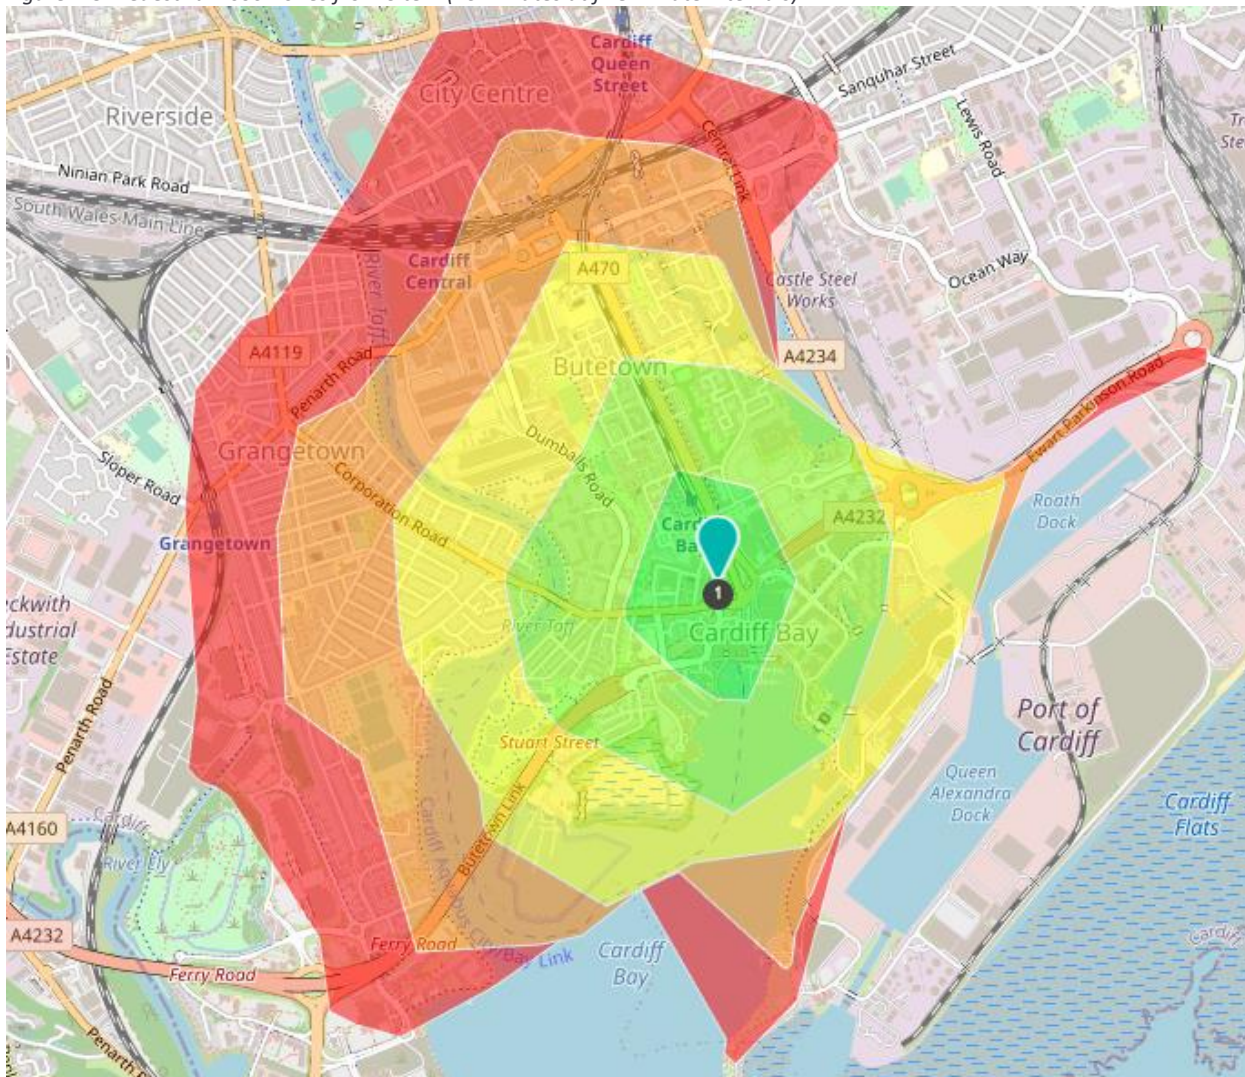 Cardiff
Queen
Street
City Centre
Sanquhar Street
Riverside
Lewis Road
Central Link
Ninian Park Road
South Wales Main Line
River Taff
Cardiff
Central
A470
Ocean Way
Castle Steel
Works
A4119
Penarth Road
Butetown
A4234
Ewart Parkinson Road
Grangetown
Sloper Road
Corporation Road
Dumballs Road
Roath
Dock
A4232
Grangetown
1
River Taff
Cardiff Bay
Penarth Road
Port of
Cardiff
Stuart Street
Queen
Alexandra
Dock
Cardiff
Flats
Butetown Link
A4160
Cardiff
River Ely
A4232
Ferry Road
Ferry Road
Cardiff
Bay
Penarth